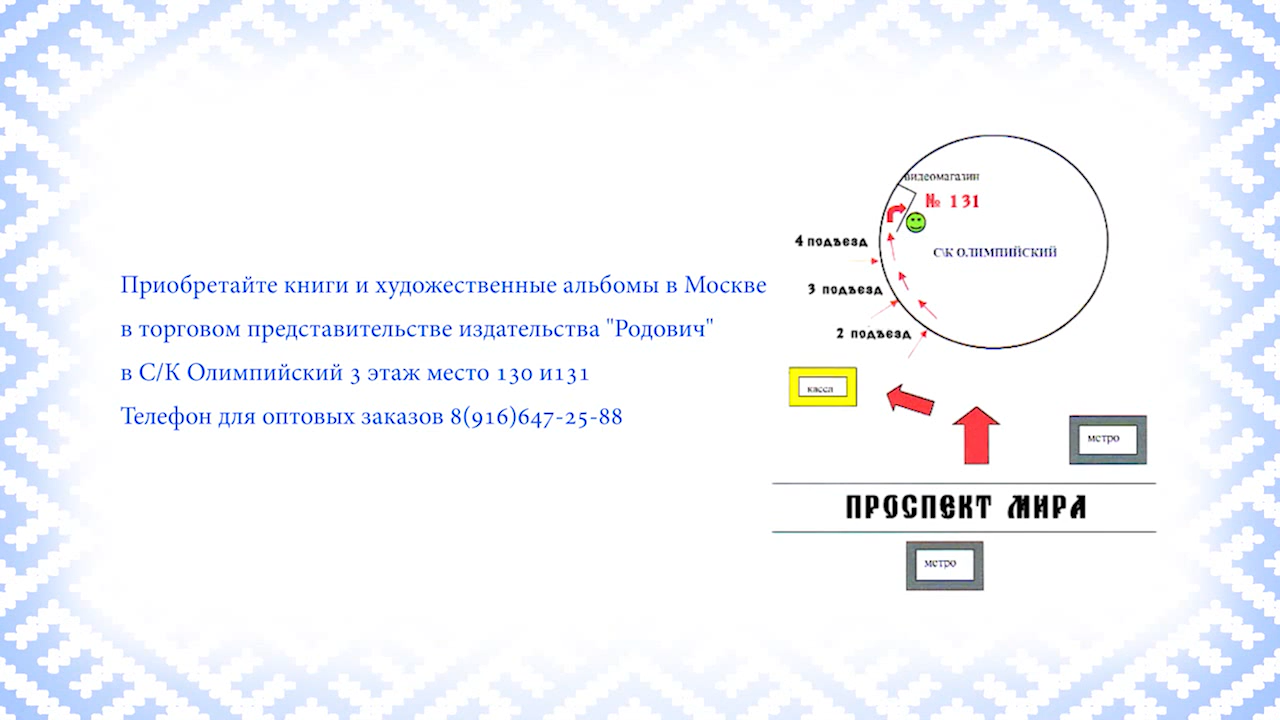 Приобретайте книги и художественные альбомы в Москве
в торговом представительстве издательства "Родович"
в С/К Олимпийский 3 этаж место 130 и131
Телефон для оптовых заказов 8(916)647-25-88
видеомагазин
№ 131
С\К ОЛИМПИЙСКИЙ
4 подъезд
3 подъезд
2 подъезд
касса
метро
ПРОСПЕКТ МИРА
метро